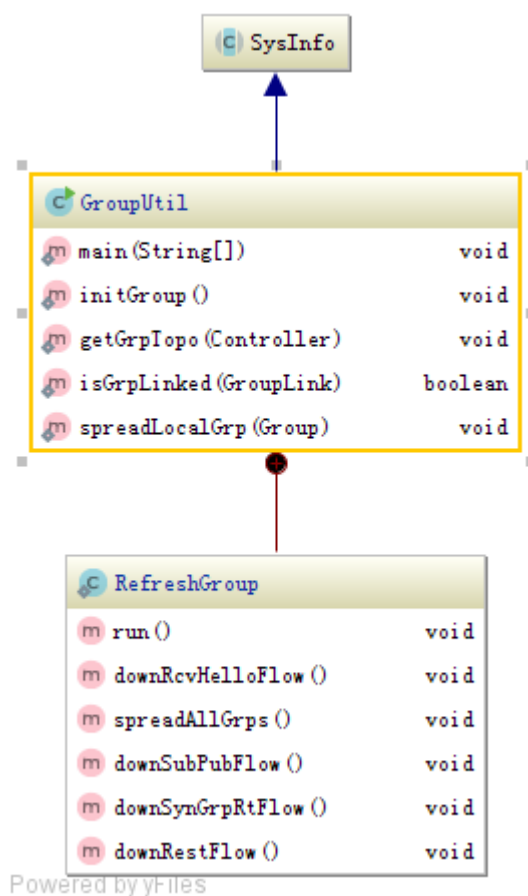 SysInfo
GroupUtil
main(String[]) void
initGroup() void
getGrpTopo(Controller) void
isGrpLinked(GroupLink) boolean
spreadLocalGrp(Group) void
RefreshGroup
run() void
downRcvHelloFlow() void
spreadAllGrps() void
downSubPubFlow() void
downSynGrpRtFlow() void
downRestFlow() void
Powered by yFiles